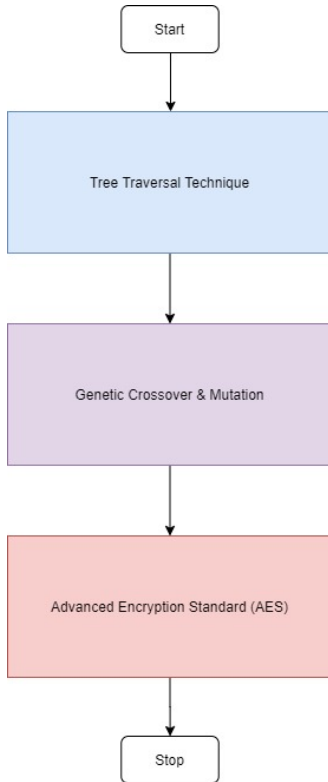 Start
Tree Traversal Technique
Genetic Crossover & Mutation
Advanced Encryption Standard (AES)
Stop